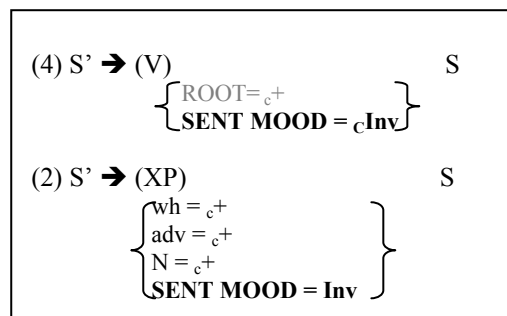 (4) S’ ➔ (V) S
ROOT= c+
SENT MOOD = CInv
(2) S’ ➔ (XP) S
wh = c+
adv = c+
N = c+
SENT MOOD = Inv